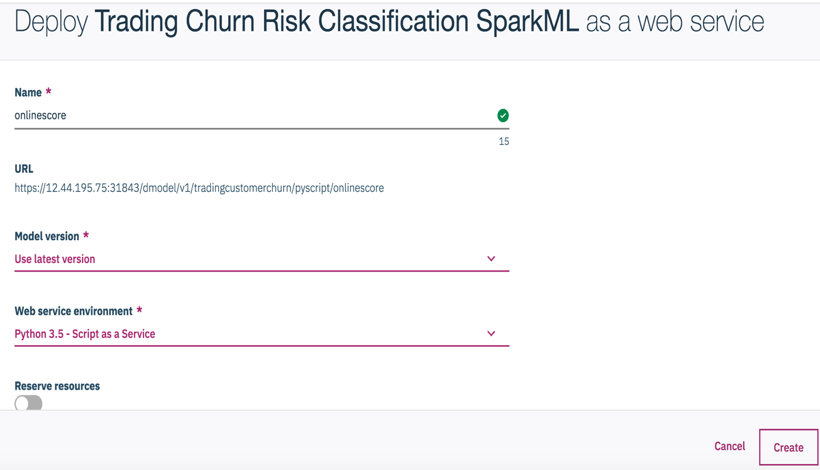 Deploy Trading Churn Risk Classification SparkML as a web service
Name *
onlinescore
15
URL
https://12.44.195.75:31843/dmodel/v1/tradingcustomerchurn/pyscript/onlinescore
Model version *
Use latest version
Web service environment *
Python 3.5 - Script as a Service
Reserve resources
Cancel
Create